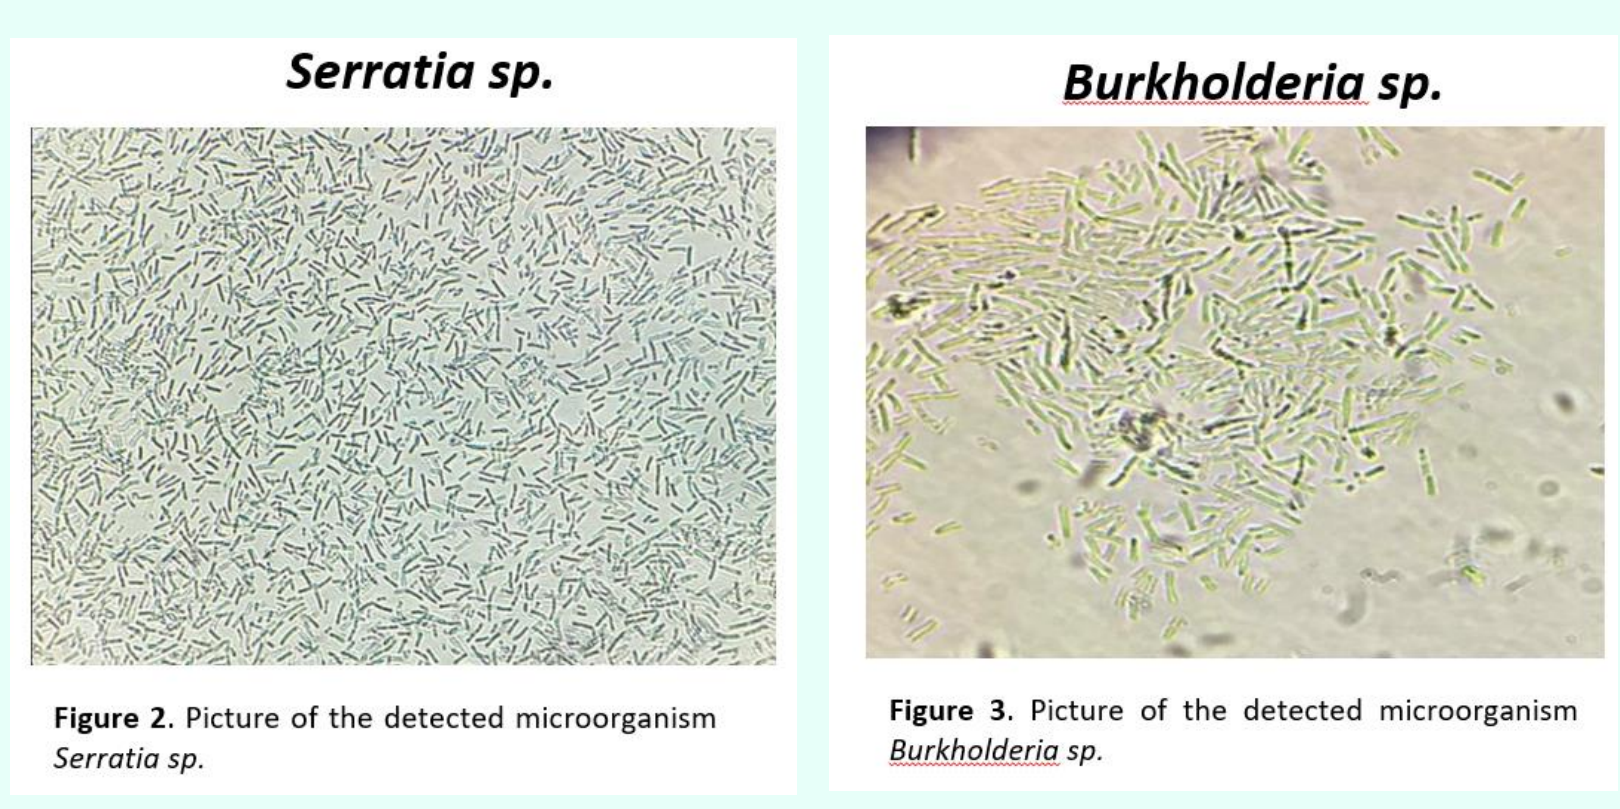 Serratia sp.
Figure 2. Picture of the detected microorganism
Serratia sp.
Burkholderia sp.
Figure 3. Picture of the detected microorganism
Burkholderia sp.